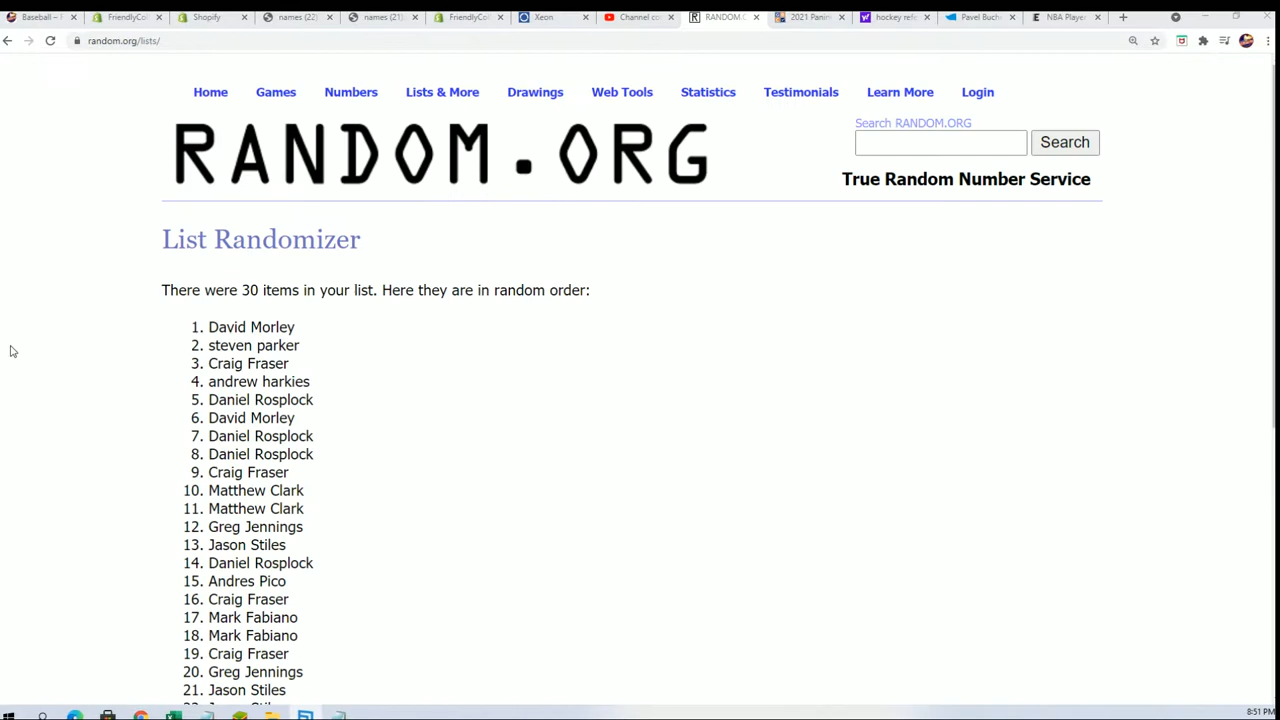 Baseball –
FriendlyColl
Shopify
names (22)
names (21)
FriendlyColl
Xeon
Channel co
RANDOM.O
2021 Panin
hockey refe
Pavel Buch
NBA Player
random.org/lists/
Home Games Numbers Lists & More Drawings Web Tools Statistics Testimonials Learn More Login
RANDOM.ORG
Search RANDOM.ORG
Search
True Random Number Service
List Randomizer
There were 30 items in your list. Here they are in random order:
1. David Morley
2. steven parker
3. Craig Fraser
4. andrew harkies
5. Daniel Rosplock
6. David Morley
7. Daniel Rosplock
8. Daniel Rosplock
9. Craig Fraser
10. Matthew Clark
11. Matthew Clark
12. Greg Jennings
13. Jason Stiles
14. Daniel Rosplock
15. Andres Pico
16. Craig Fraser
17. Mark Fabiano
18. Mark Fabiano
19. Craig Fraser
20. Greg Jennings
21. Jason Stiles
8:51 PM